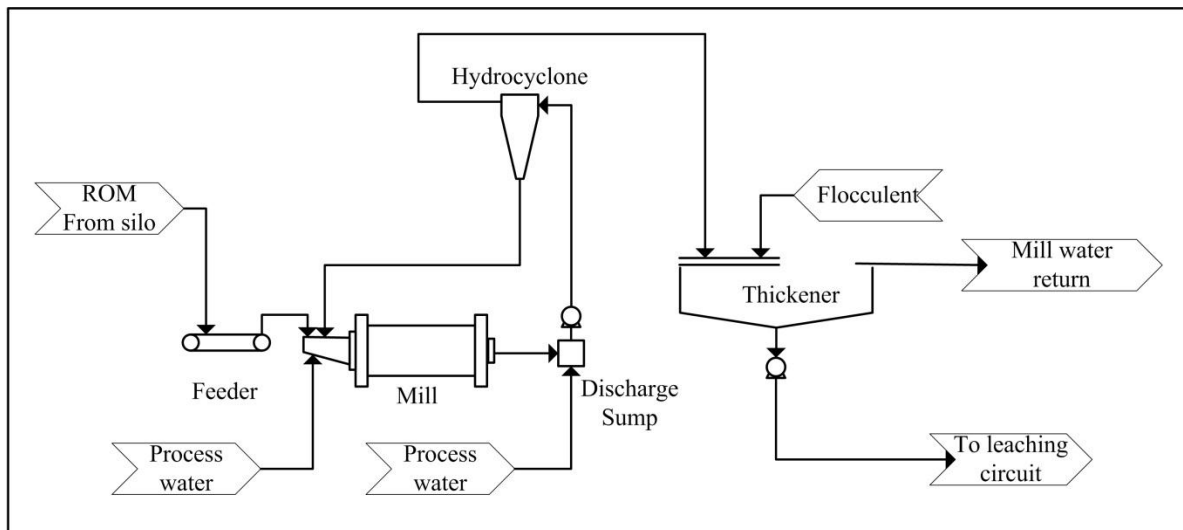 Hydrocyclone
ROM
From silo
Flocculent
Mill water
return
Thickener
Feeder
Mill
Discharge
Sump
Process
water
Process
water
To leaching
circuit